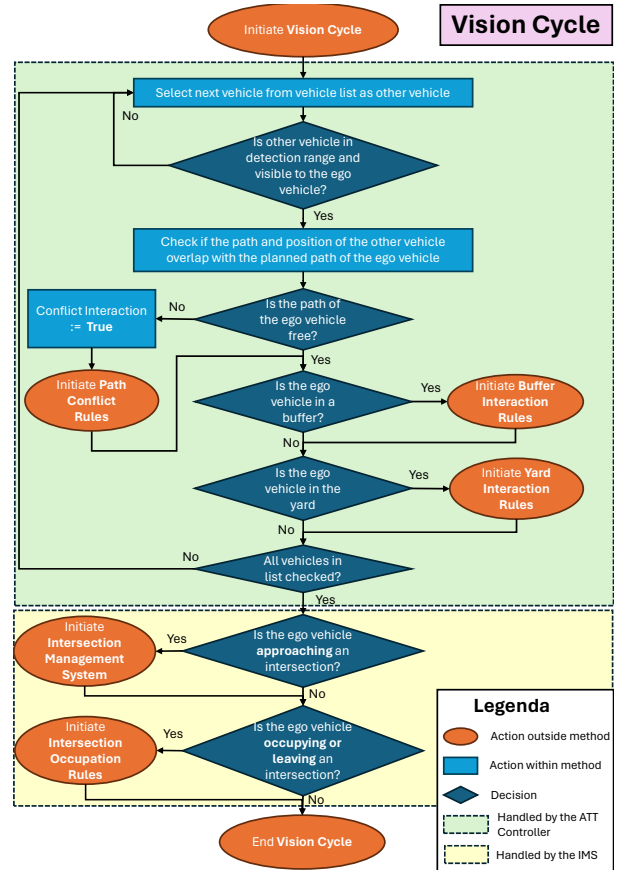 Initiate Vision Cycle
Vision Cycle
Select next vehicle from vehicle list as other vehicle
No
Is other vehicle in
detection range and
visible to the ego
vehicle?
Yes
Check if the path and position of the other vehicle
overlap with the planned path of the ego vehicle
Conflict Interaction
:= True
No
Is the path of
the ego vehicle
free?
Yes
Initiate Path
Conflict
Rules
Is the ego
vehicle in a
buffer?
Yes
Initiate Buffer
Interaction
Rules
No
Is the ego
vehicle in the
yard
Yes
Initiate Yard
Interaction
Rules
No
No
All vehicles in
list checked?
Yes
Initiate
Intersection
Management
System
Yes
Is the ego vehicle
approaching an
intersection?
No
Initiate
Intersection
Occupation
Rules
Yes
Is the ego vehicle
occupying or
leaving an
intersection?
No
End Vision Cycle
Legenda
Action outside method
Action within method
Decision
Handled by the ATT
Controller
Handled by the IMS